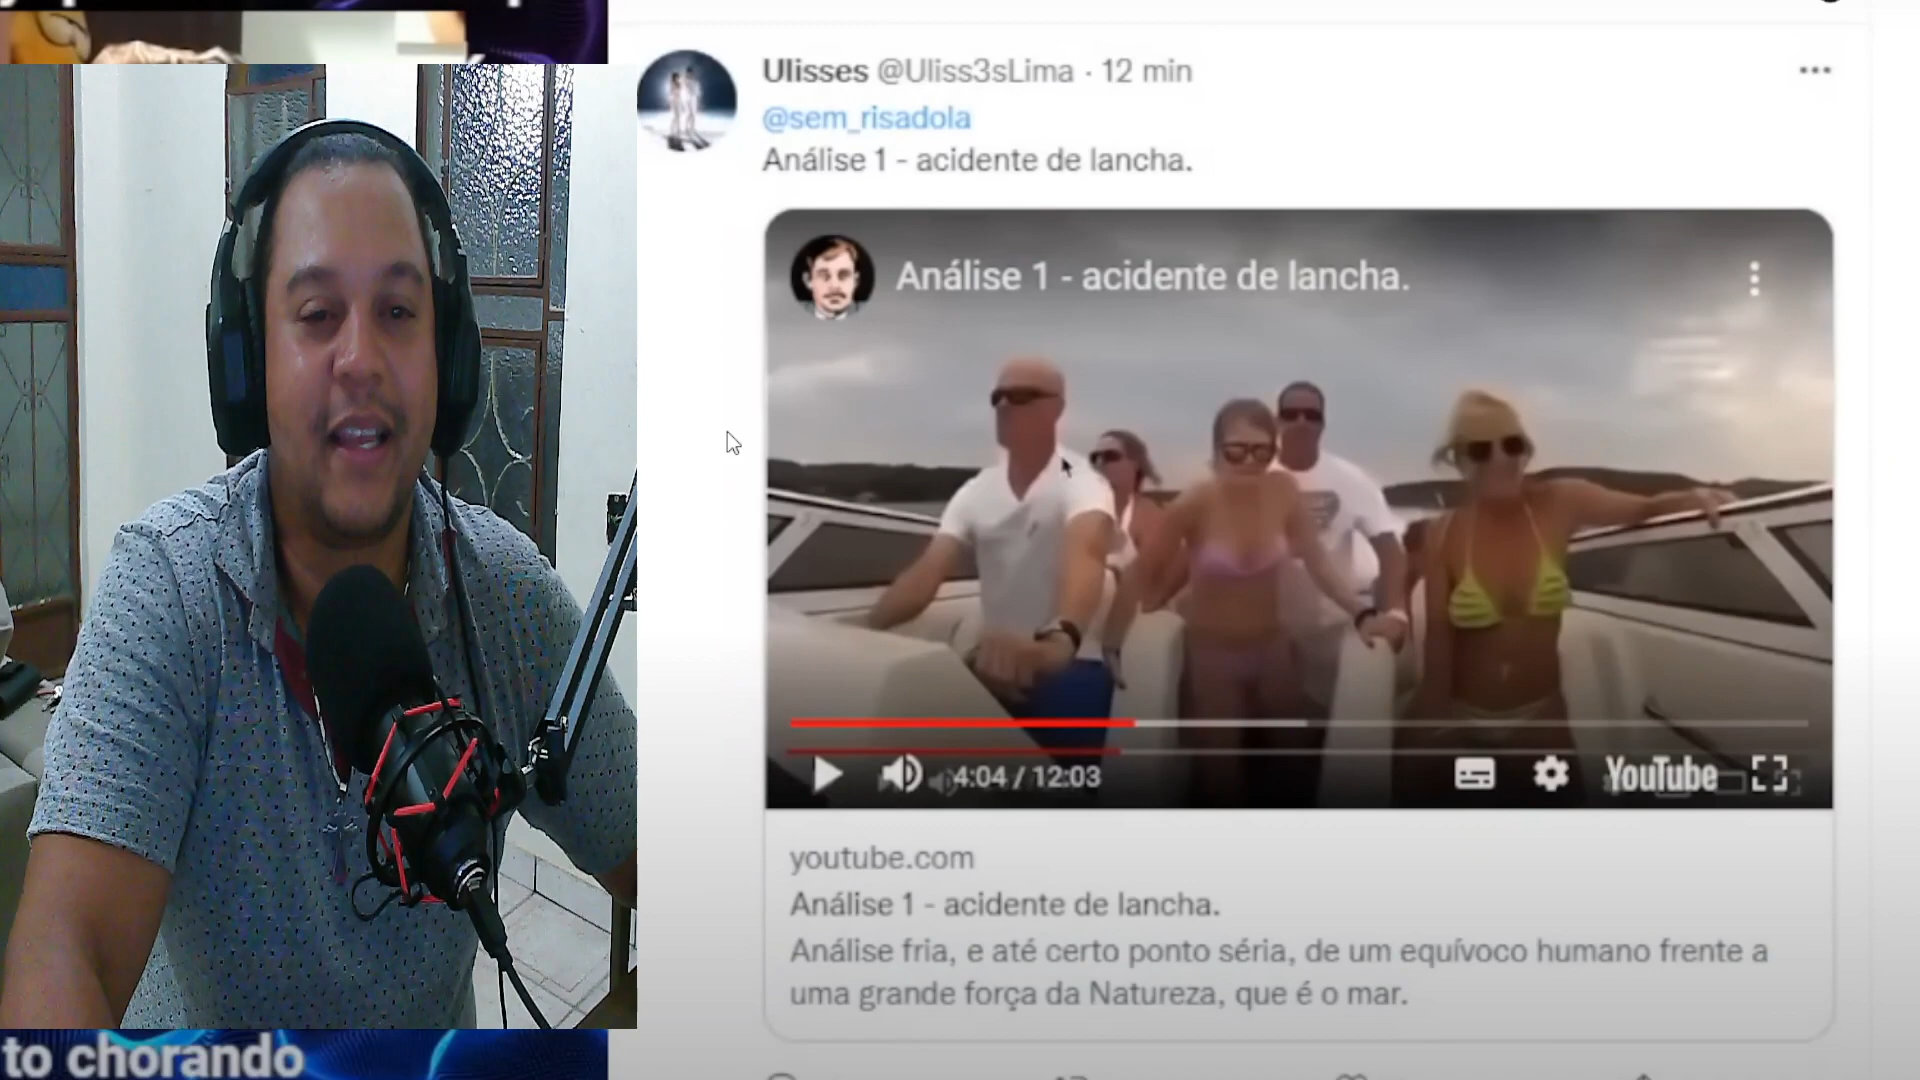 Ulisses @Uliss3sLima · 12 min
@sem_risadola
Análise 1 - acidente de lancha.
Análise 1 - acidente de lancha.
4:04 / 12:03
YouTube
youtube.com
Análise 1 - acidente de lancha.
Análise fria, e até certo ponto séria, de um equívoco humano frente a
uma grande força da Natureza, que é o mar.
to chorando